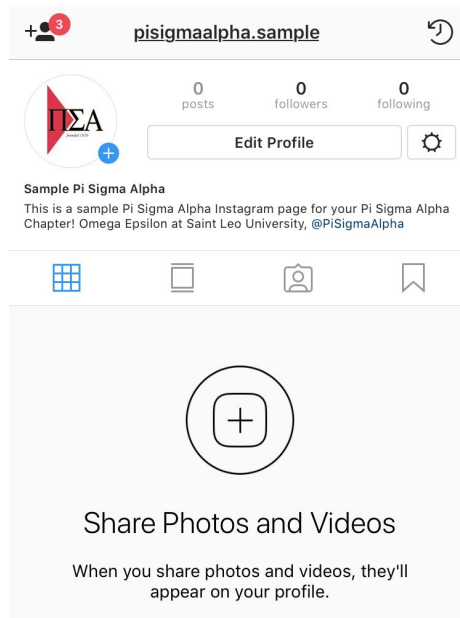 3
pisigmaalpha.sample
ΠΣΑ
founded 1920
0
posts
0
followers
0
following
Edit Profile
Sample Pi Sigma Alpha
This is a sample Pi Sigma Alpha Instagram page for your Pi Sigma Alpha
Chapter! Omega Epsilon at Saint Leo University, @PiSigmaAlpha
Share Photos and Videos
When you share photos and videos, they'll
appear on your profile.